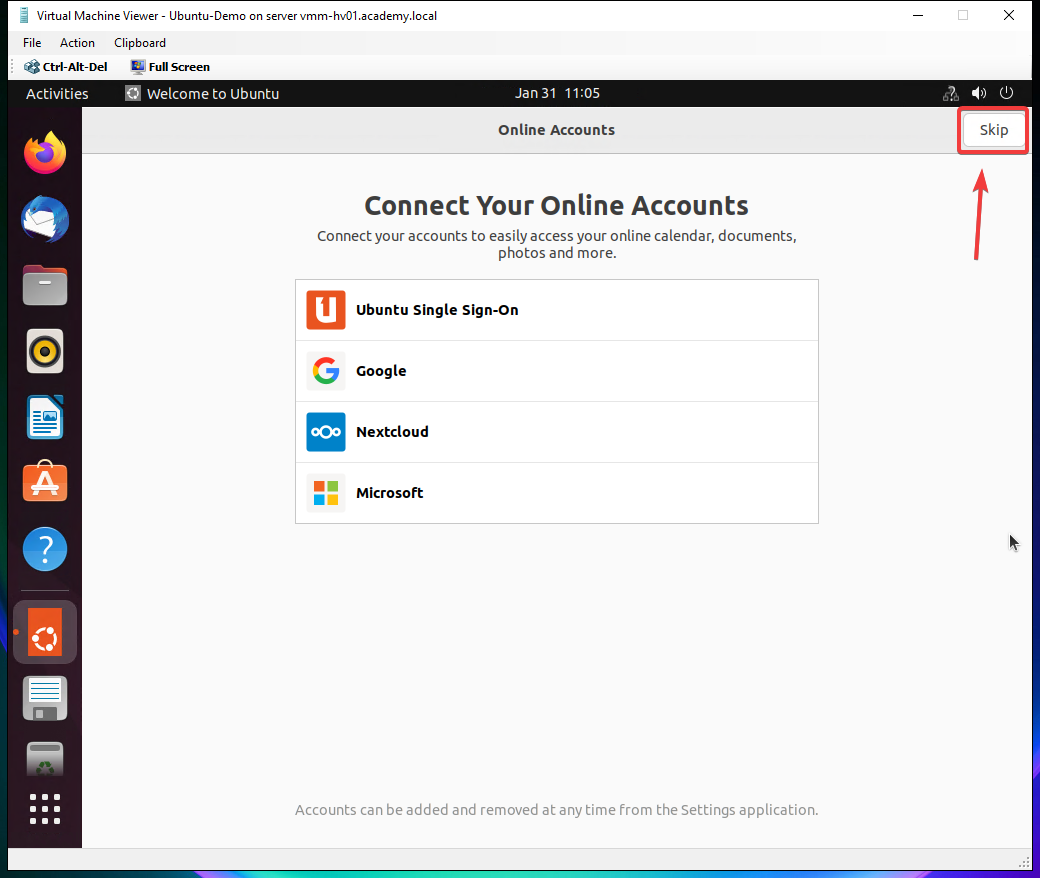 Virtual Machine Viewer - Ubuntu-Demo on server vmm-hv01.academy.local
File Action Clipboard
Ctrl-Alt-Del Full Screen
Activities Welcome to Ubuntu Jan 31 11:05
Online Accounts Skip
Connect Your Online Accounts
Connect your accounts to easily access your online calendar, documents,
photos and more.
Ubuntu Single Sign-On
Google
Nextcloud
Microsoft
Accounts can be added and removed at any time from the Settings application.